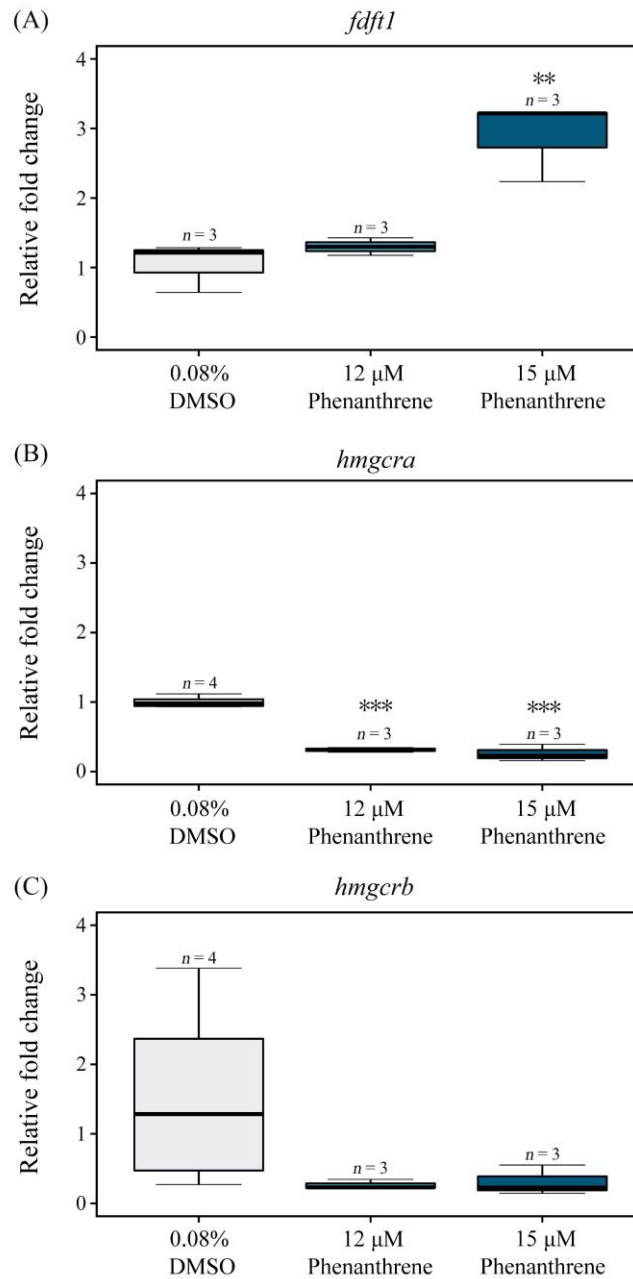 (A)
fdft1
Relative fold change
4
3
2
1
0
n = 3
n = 3
**
n = 3
0.08%
DMSO
12 μM
Phenanthrene
15 μM
Phenanthrene
(B)
hmgcra
Relative fold change
4
3
2
1
0
n = 4
***
n = 3
***
n = 3
0.08%
DMSO
12 μM
Phenanthrene
15 μM
Phenanthrene
(C)
hmgcrb
Relative fold change
4
3
2
1
0
n = 4
n = 3
n = 3
0.08%
DMSO
12 μM
Phenanthrene
15 μM
Phenanthrene